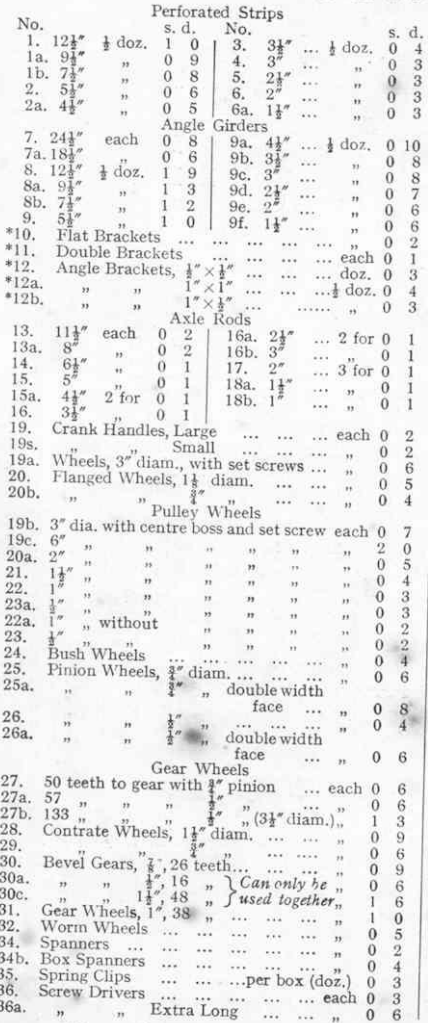 Perforated Strips
No. s. d. No. s. d.
1. 12½" ½ doz. 1 0 3. 3½" ... ½ doz. 0 4
1a. 9½" „ 0 9 4. 3" ... „ 0 3
1b. 7½" „ 0 8 5. 2½" ... „ 0 3
2. 5½" „ 0 6 6. 2" ... „ 0 3
2a. 4½" „ 0 5 6a. 1½" ... „ 0 3
Angle Girders
7. 24½" each 0 8 9a. 4½" ... ½ doz. 0 10
7a. 18½" „ 0 6 9b. 3½" ... „ 0 8
8. 12½" ½ doz. 1 9 9c. 3" ... „ 0 8
8a. 9½" „ 1 3 9d. 2½" ... „ 0 7
8b. 7½" „ 1 2 9e. 2" ... „ 0 6
9. 5½" „ 1 0 9f. 1½" ... „ 0 6
*10. Flat Brackets ... ... ... ... ... „ 0 2
*11. Double Brackets ... ... ... ... each 0 1
*12. Angle Brackets, ½"×½" ... ... ... doz. 0 3
*12a. „ „ 1"×1" ... ... ... ½ doz. 0 4
*12b. „ „ 1"×½" ... ... ... „ 0 3
Axle Rods
13. 11½" each 0 2 16a. 2½" ... 2 for 0 1
13a. 8" „ 0 2 16b. 3" ... „ 0 1
14. 6½" „ 0 1 17. 2" ... 3 for 0 1
15. 5" „ 0 1 18a. 1½" ... „ 0 1
15a. 4½" 2 for 0 1 18b. 1" ... „ 0 1
16. 3½" „ 0 1
19. Crank Handles, Large ... ... ... each 0 2
19s. „ „ Small ... ... ... „ 0 2
19a. Wheels, 3" diam., with set screws ... „ 0 6
20. Flanged Wheels, 1⅛" diam. ... ... „ 0 5
20b. „ „ ¾" „ ... ... „ 0 4
Pulley Wheels
19b. 3" dia. with centre boss and set screw each 0 7
19c. 6" „ „ „ „ „ „ 2 0
20a. 2" „ „ „ „ „ „ 0 5
21. 1½" „ „ „ „ „ „ 0 4
22. 1" „ „ „ „ „ „ 0 3
23a. ½" „ „ „ „ „ „ 0 3
22a. 1" „ without „ „ „ „ 0 2
23. ½" „ „ „ „ „ „ 0 2
24. Bush Wheels ... ... ... ... ... „ 0 4
25. Pinion Wheels, ¾" diam. ... ... ... „ 0 6
25a. „ „ ¾" „ double width
face ... „ 0 8
26. „ „ ½" „ ... ... ... „ 0 4
26a. „ „ ½" „ double width
face „ 0 6
Gear Wheels
27. 50 teeth to gear with ¾" pinion ... each 0 6
27a. 57 „ „ „ ½" „ ... „ 0 6
27b. 133 „ „ „ ½" „ (3½" diam.) „ 1 3
28. Contrate Wheels, 1½" diam. ... ... „ 0 9
29. „ „ ¾" „ ... ... „ 0 6
30. Bevel Gears, ⅞", 26 teeth... ... ... „ 0 9
30a. „ „ ½", 16 „ } Can only be „ 0 6
30c. „ „ 1½", 48 „ } used together „ 1 6
31. Gear Wheels, 1", 38 „ ... ... ... „ 1 0
32. Worm Wheels ... ... ... ... ... „ 0 5
34. Spanners ... ... ... ... ... ... „ 0 2
34b. Box Spanners ... ... ... ... ... „ 0 4
35. Spring Clips ... ... ...per box (doz.) 0 3
36. Screw Drivers ... ... ... ... ... each 0 3
36a. „ „ Extra Long ... ... „ 0 6